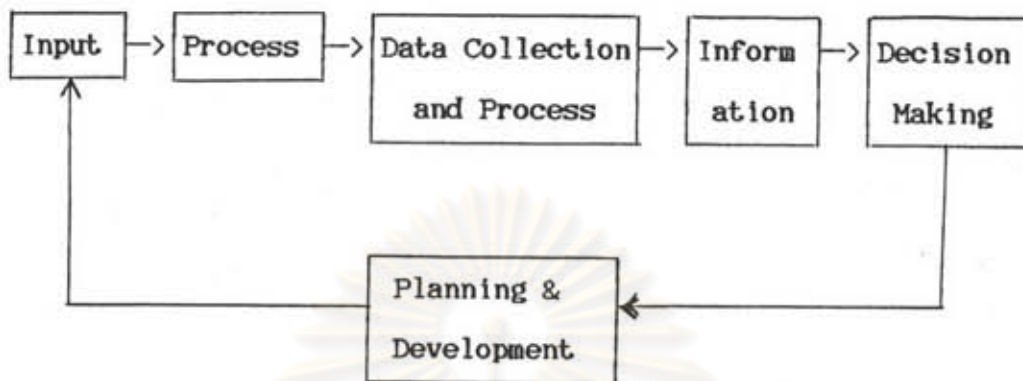 Input
Process
Data Collection
and Process
Inform
ation
Decision
Making
Planning &
Development